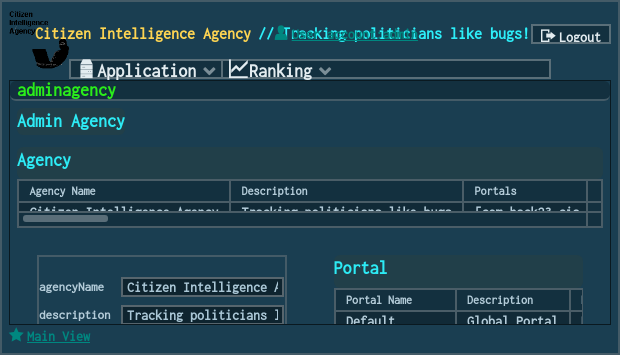 Citizen
Intelligence
Agency
Citizen Intelligence Agency // Tracking politicians like bugs!
Logout
Application
Ranking
adminagency
Admin Agency
Agency
Agency Name Description Portals
Citizen Intelligence Agency Tracking politicians like bugs
agencyName Citizen Intelligence A
description Tracking politicians l
Portal
Portal Name Description
Default Global Portal
Main View